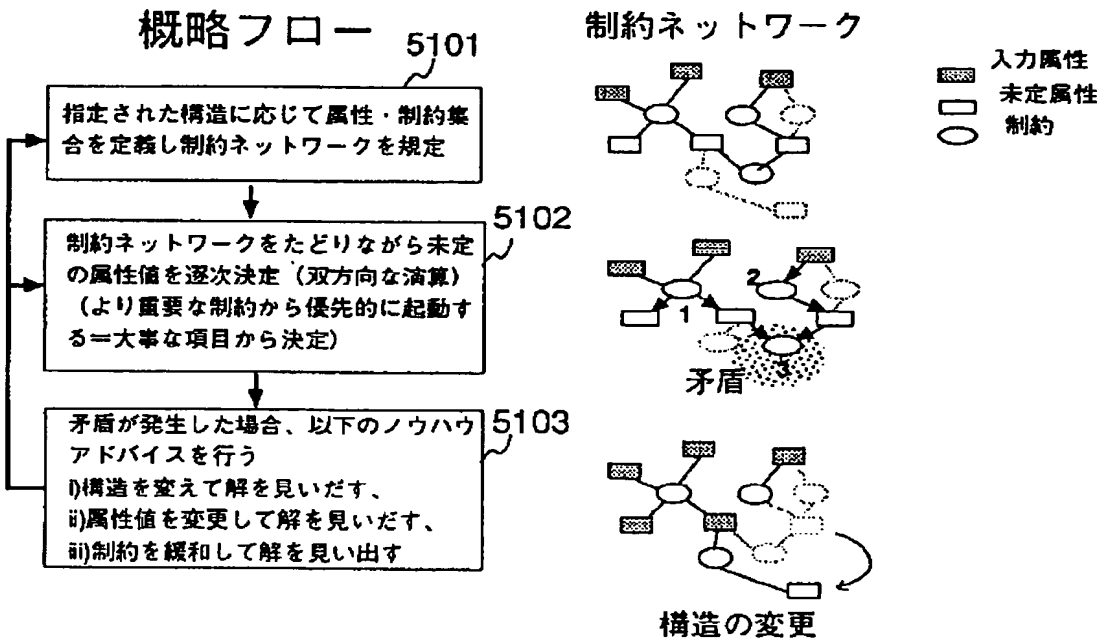 概略フロー
5101
指定された構造に応じて属性・制約集
合を定義し制約ネットワークを規定
5102
制約ネットワークをたどりながら未定
の属性値を逐次決定（双方向な演算）
（より重要な制約から優先的に起動す
る＝大事な項目から決定）
5103
矛盾が発生した場合、以下のノウハウ
アドバイスを行う
i)構造を変えて解を見いだす、
ii)属性値を変更して解を見いだす、
iii)制約を緩和して解を見い出す
制約ネットワーク
入力属性
未定属性
制約
1
2
3
矛盾
構造の変更